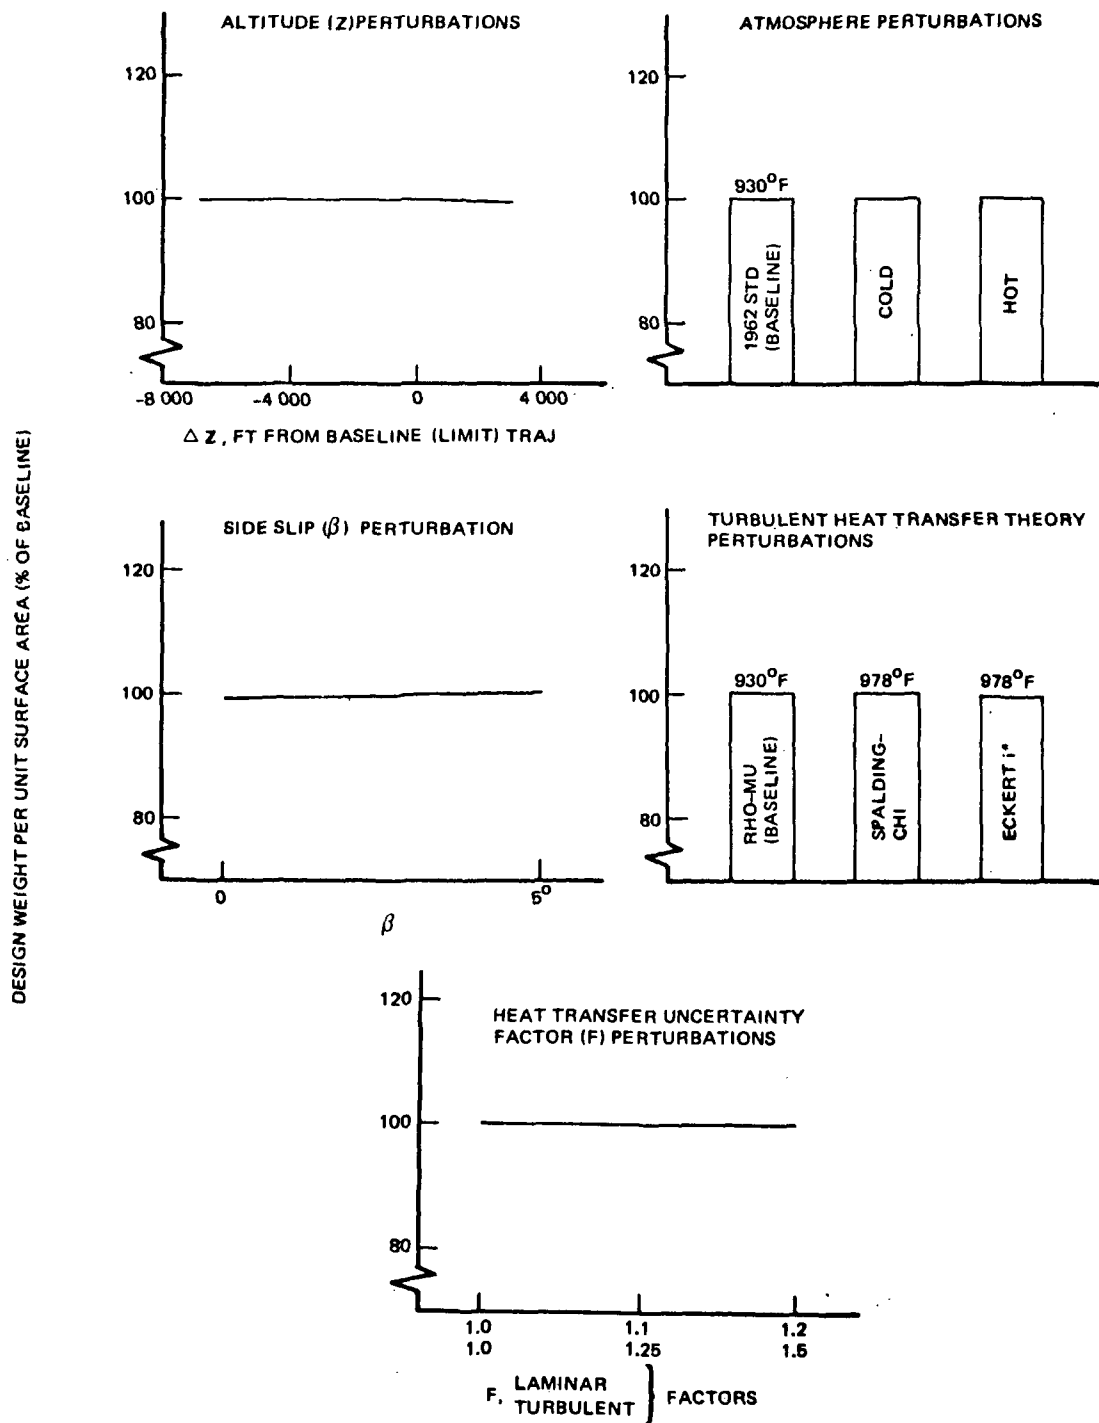 DESIGN WEIGHT PER UNIT SURFACE AREA (% OF BASELINE)
ALTITUDE (Z) PERTURBATIONS
120
100
80
-8 000 -4 000 0 4 000
Δ Z, FT FROM BASELINE (LIMIT) TRAJ
ATMOSPHERE PERTURBATIONS
120
100
80
930°F
1962 STD
(BASELINE)
COLD
HOT
SIDE SLIP (β) PERTURBATION
120
100
80
0 5°
β
TURBULENT HEAT TRANSFER THEORY
PERTURBATIONS
120
100
80
930°F 978°F 978°F
RHO-MU
(BASELINE)
SPALDING-
CHI
ECKERT
HEAT TRANSFER UNCERTAINTY
FACTOR (F) PERTURBATIONS
120
100
80
1.0 1.1 1.2
1.0 1.25 1.5
F, LAMINAR
TURBULENT } FACTORS